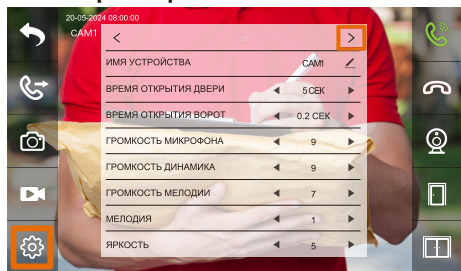 20-05-2024 08:00:00
CAM1
ИМЯ УСТРОЙСТВА CAM1
ВРЕМЯ ОТКРЫТИЯ ДВЕРИ 5 СЕК
ВРЕМЯ ОТКРЫТИЯ ВОРОТ 0.2 СЕК
ГРОМКОСТЬ МИКРОФОНА 9
ГРОМКОСТЬ ДИНАМИКА 9
ГРОМКОСТЬ МЕЛОДИИ 7
МЕЛОДИЯ 1
ЯРКОСТЬ 5